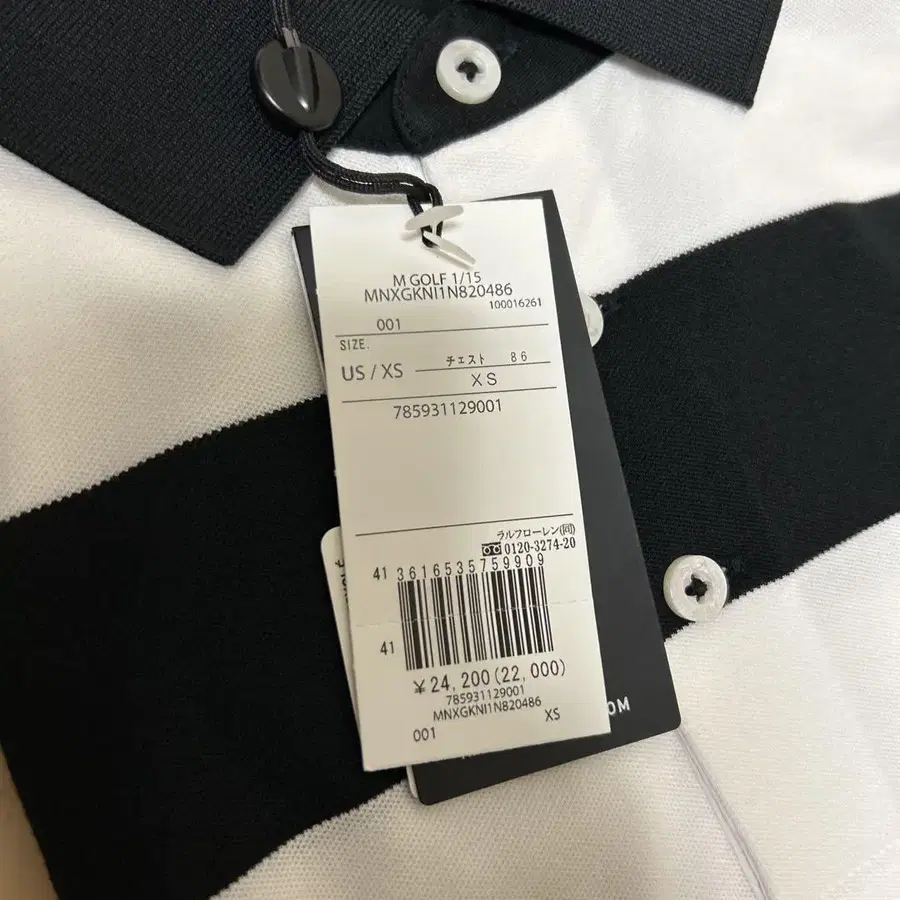 M GOLF 1/15
MNXGKNI1N820486
100016261
001
SIZE.
US / XS
チェスト 86
XS
785931129001
ラルフローレン(同)
0120-3274-20
41 3616535759909
41
¥24,200(22,000)
785931129001
MNXGKNI1N820486
001 XS
OM